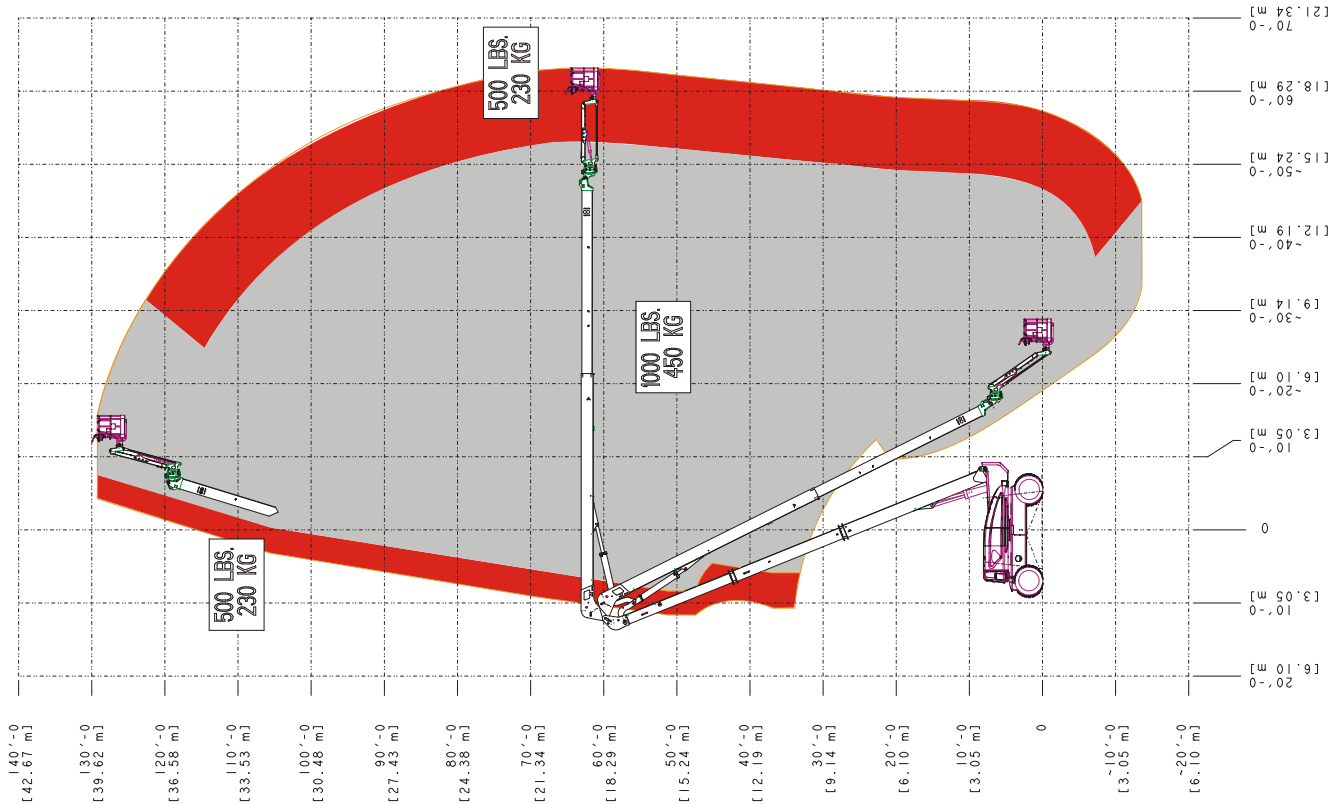 500 LBS.
230 KG
1000 LBS.
450 KG
500 LBS.
230 KG
70'-0
[21.34 m]
60'-0
[18.29 m]
~50'-0
[15.24 m]
~40'-0
[12.19 m]
~30'-0
[9.14 m]
~20'-0
[6.10 m]
10'-0
[3.05 m]
0
10'-0
[3.05 m]
20'-0
[6.10 m]
140'-0
[42.67 m]
130'-0
[39.62 m]
120'-0
[36.58 m]
110'-0
[33.53 m]
100'-0
[30.48 m]
90'-0
[27.43 m]
80'-0
[24.38 m]
70'-0
[21.34 m]
60'-0
[18.29 m]
50'-0
[15.24 m]
40'-0
[12.19 m]
30'-0
[9.14 m]
20'-0
[6.10 m]
10'-0
[3.05 m]
0
~10'-0
[3.05 m]
~20'-0
[6.10 m]